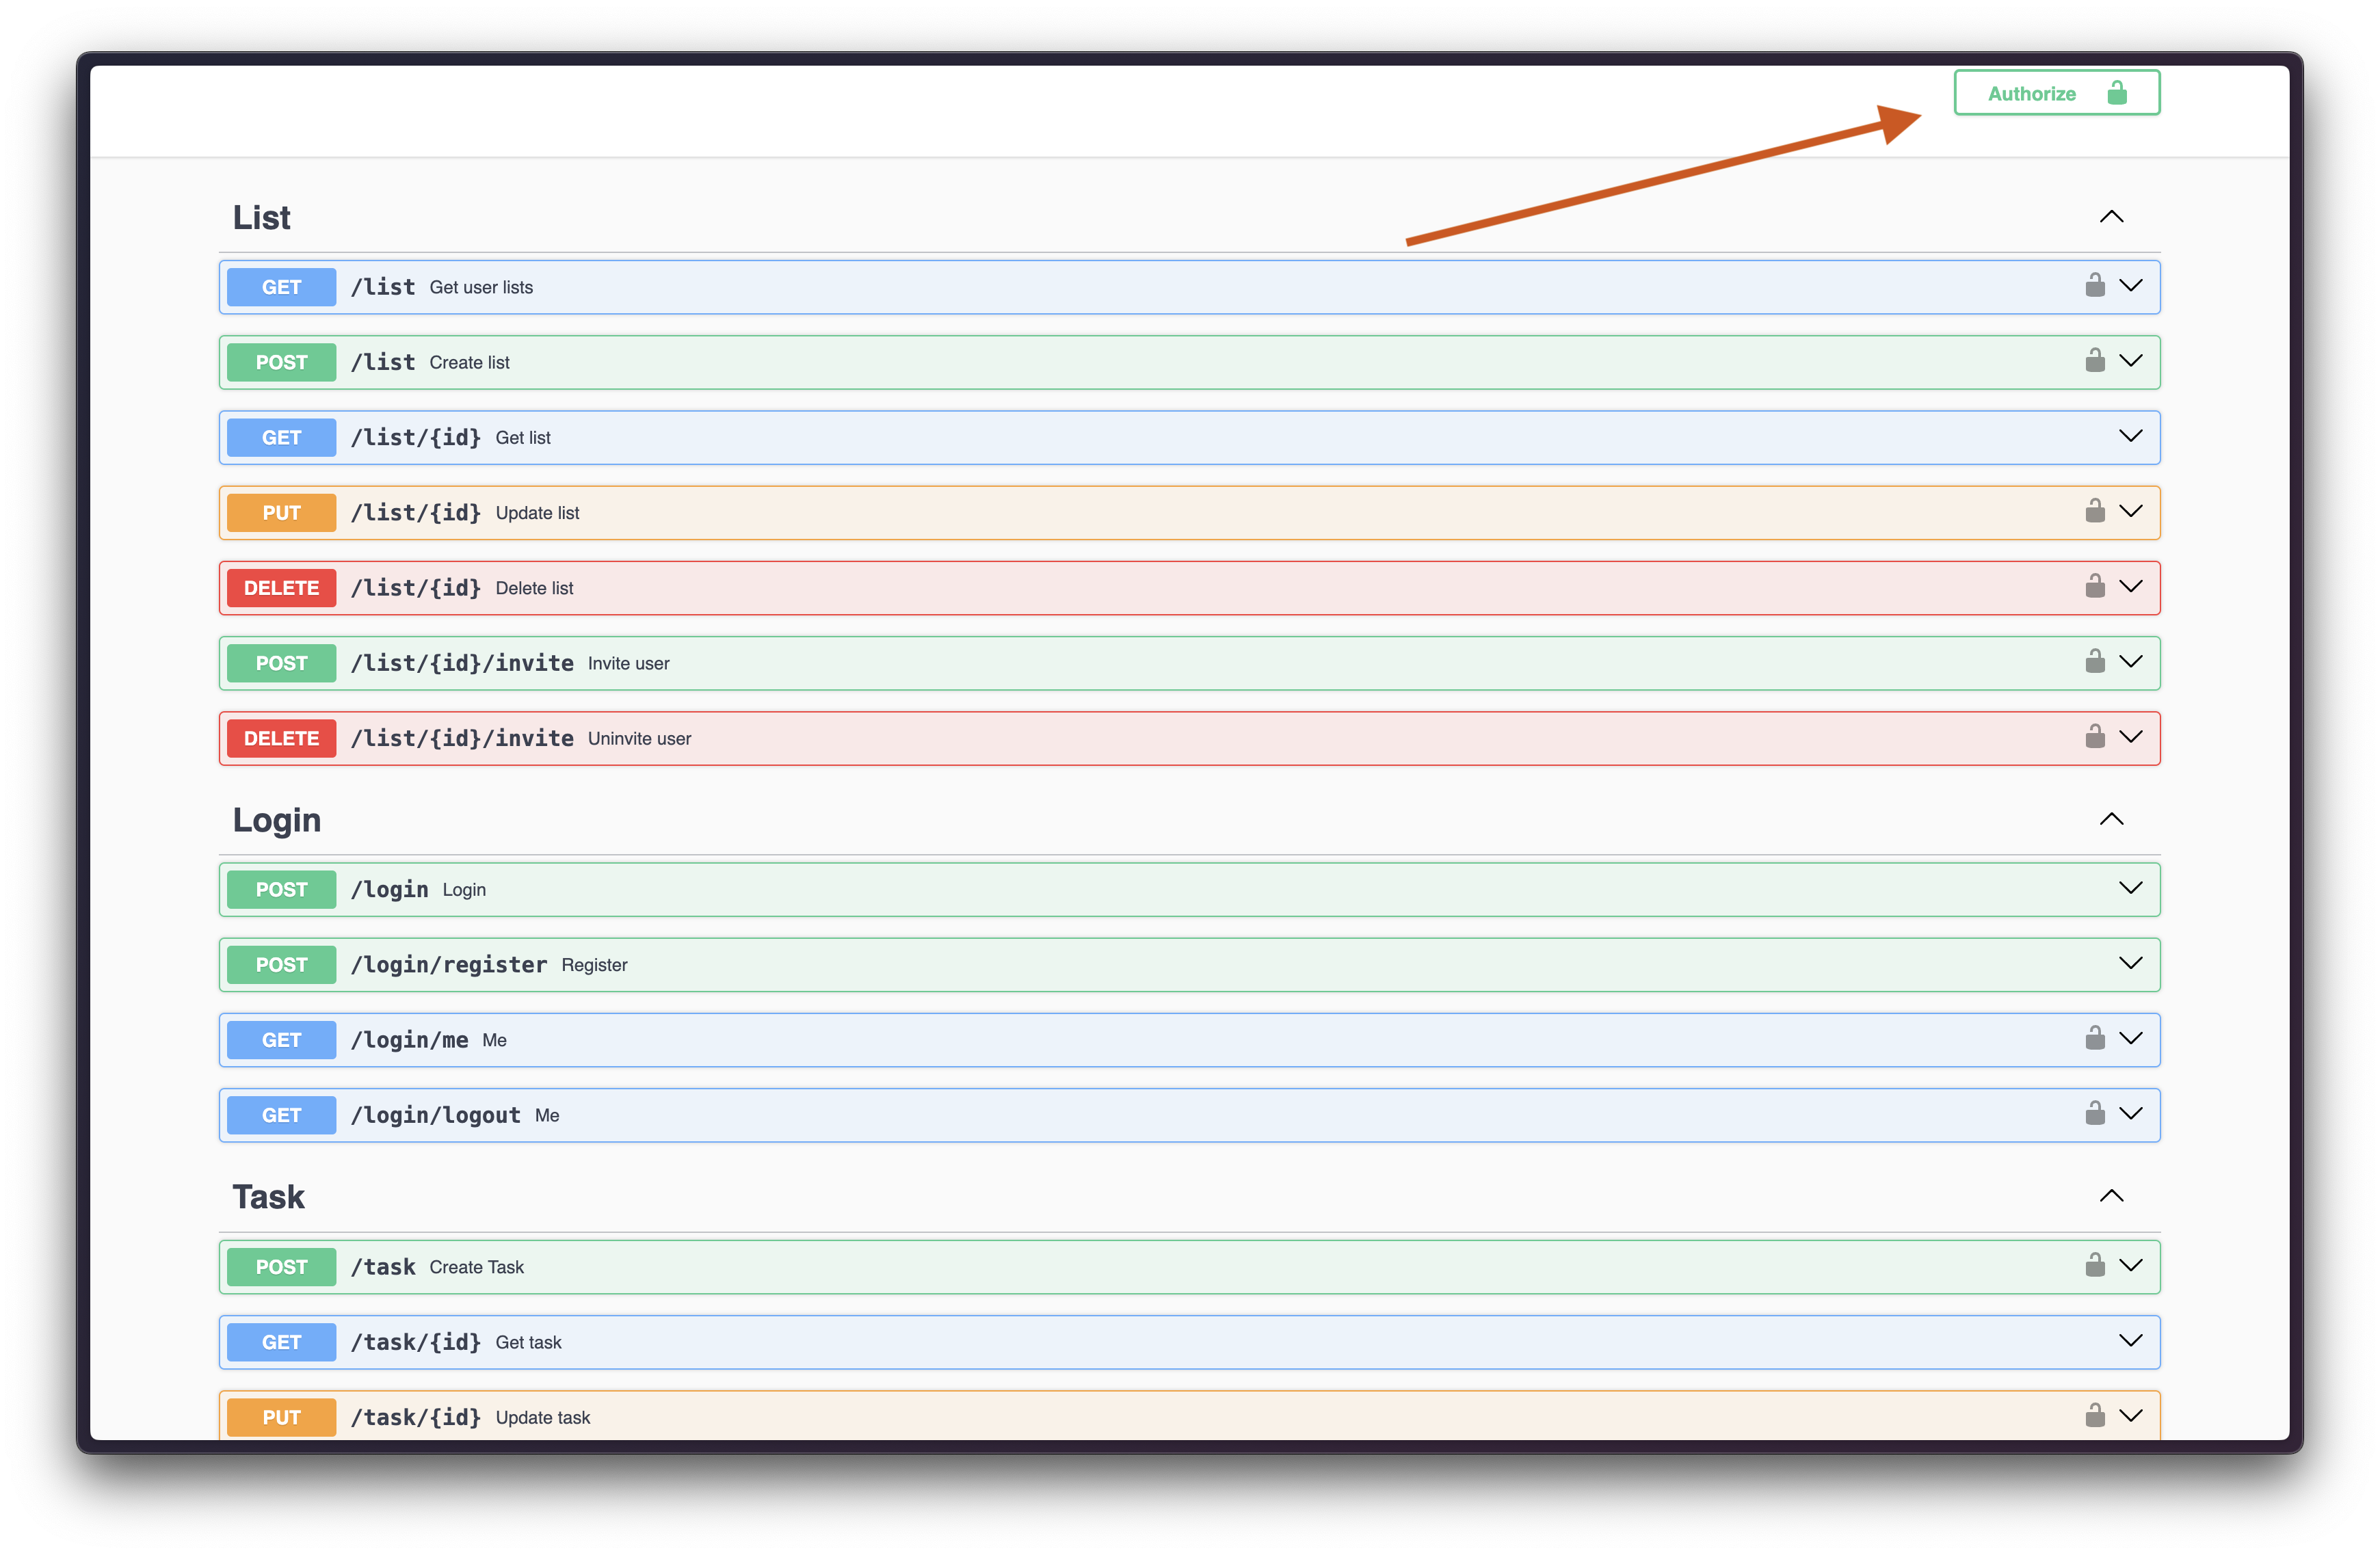 Authorize
List
GET /list Get user lists
POST /list Create list
GET /list/{id} Get list
PUT /list/{id} Update list
DELETE /list/{id} Delete list
POST /list/{id}/invite Invite user
DELETE /list/{id}/invite Uninvite user
Login
POST /login Login
POST /login/register Register
GET /login/me Me
GET /login/logout Me
Task
POST /task Create Task
GET /task/{id} Get task
PUT /task/{id} Update task